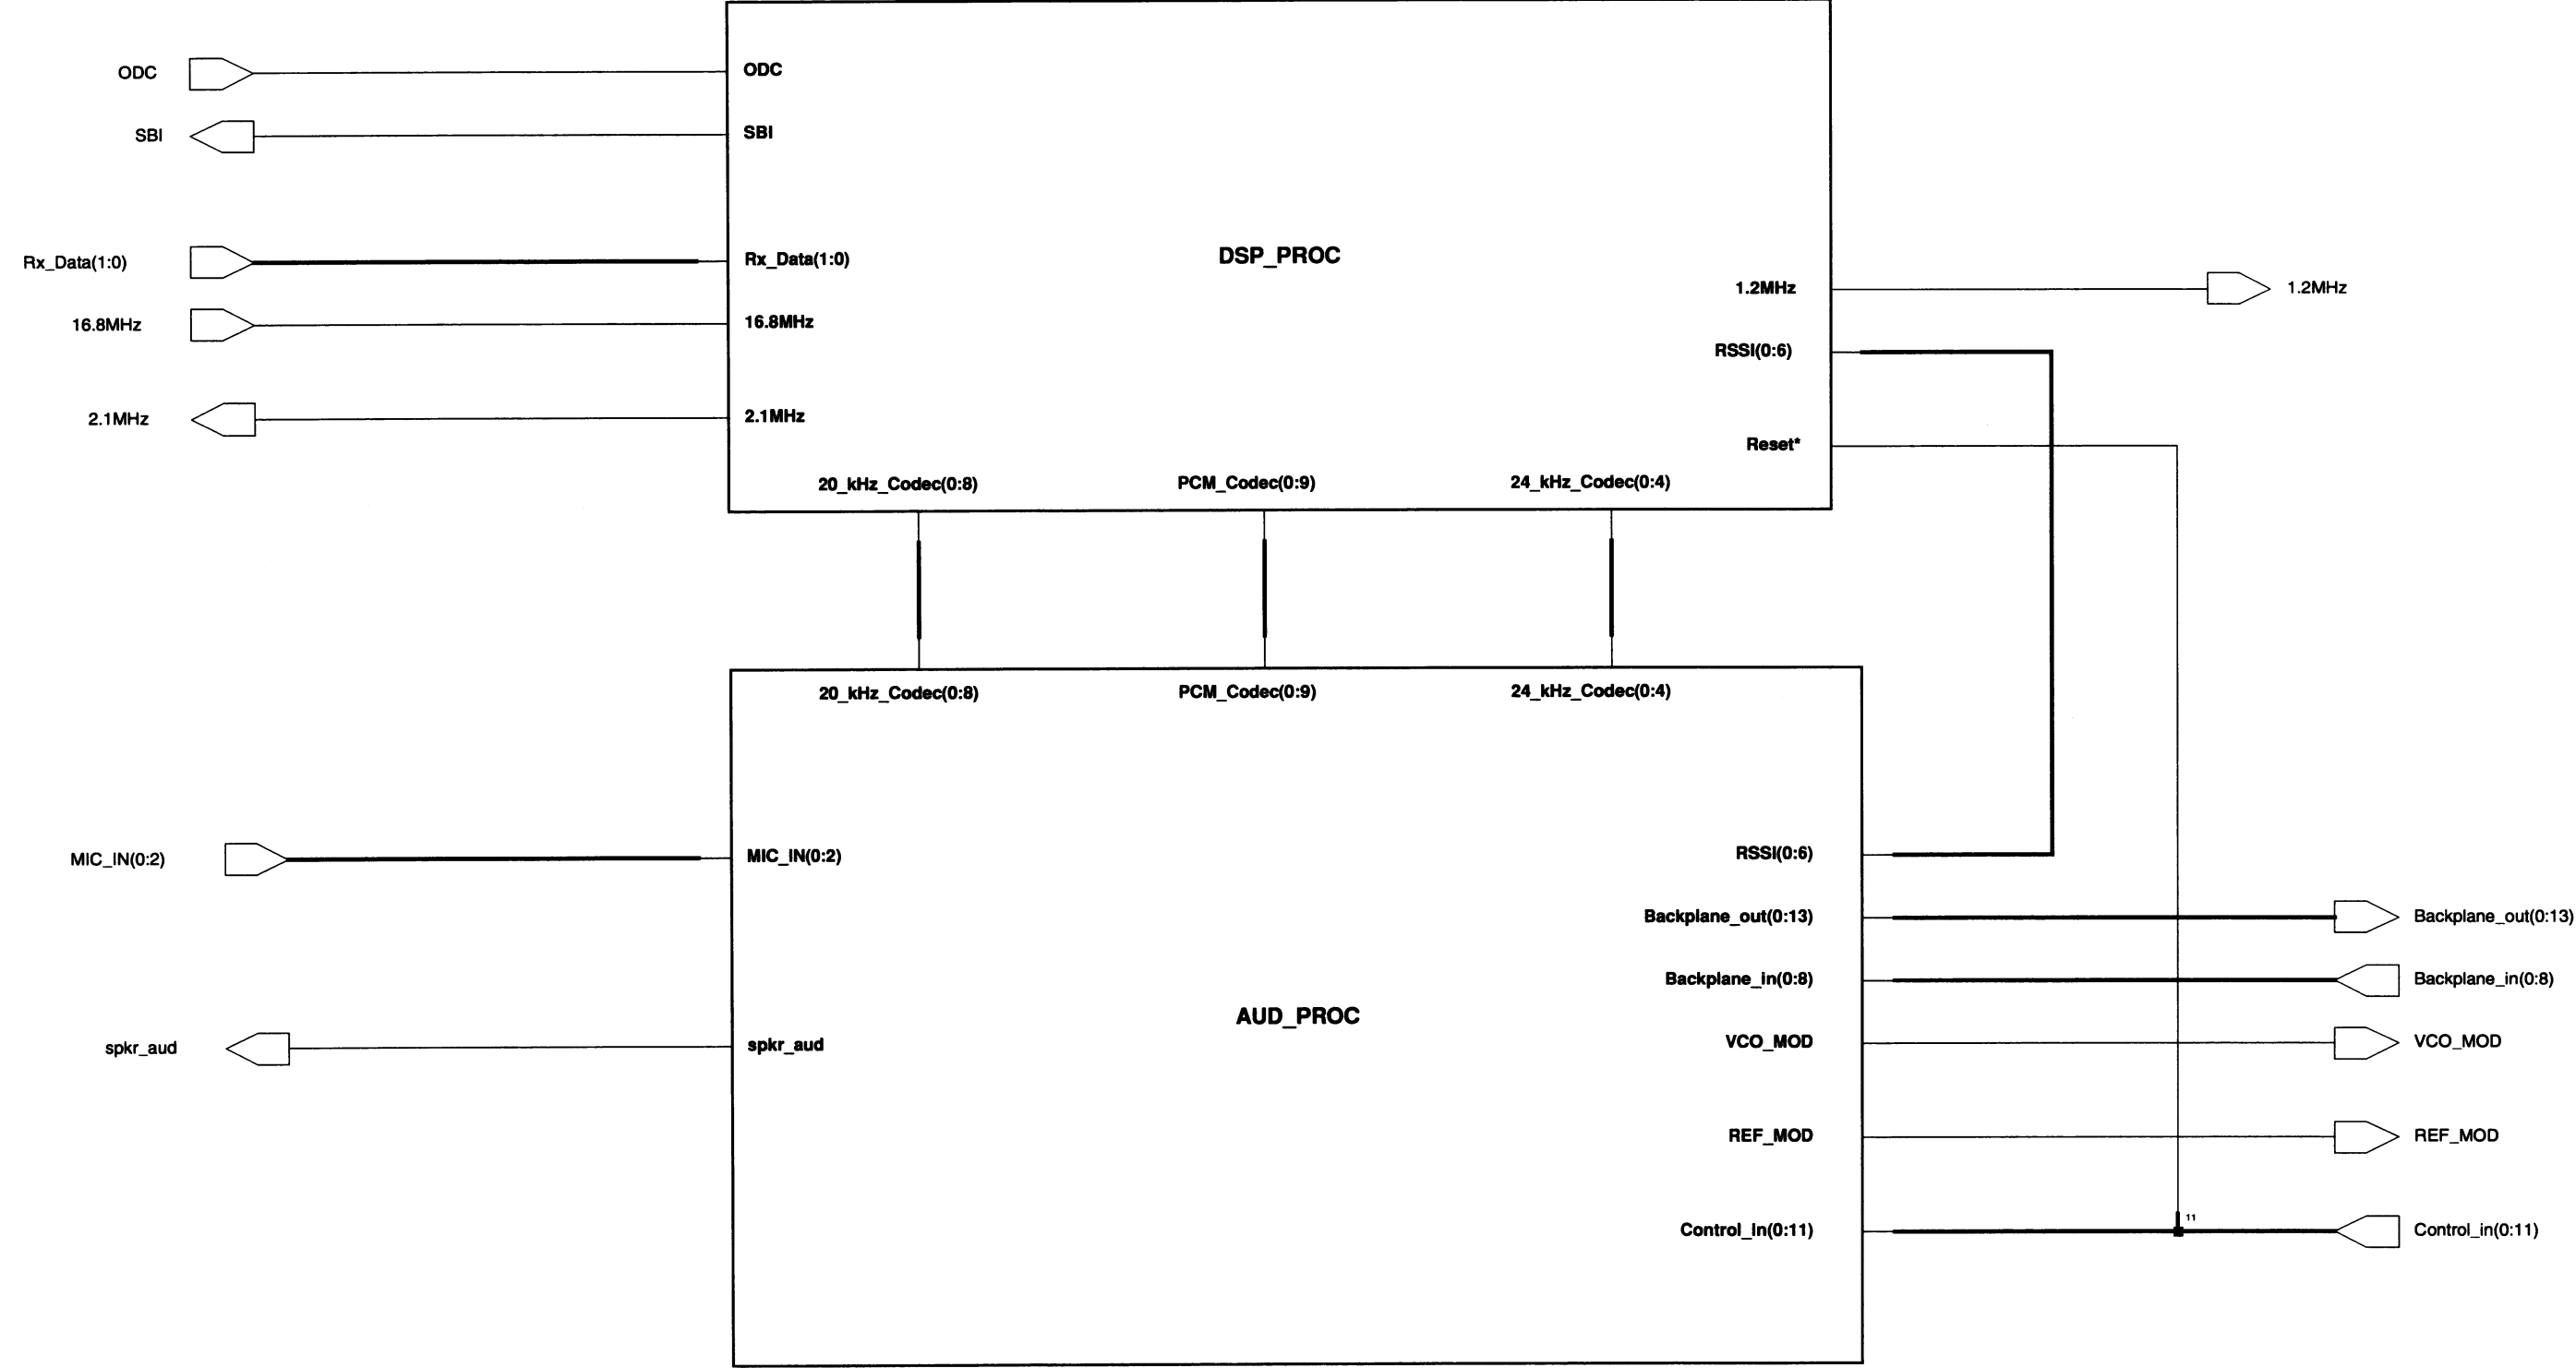 ODC
ODC
SBI
SBI
Rx_Data(1:0)
Rx_Data(1:0)
DSP_PROC
16.8MHz
16.8MHz
1.2MHz
1.2MHz
RSSI(0:6)
2.1MHz
2.1MHz
Reset*
20_kHz_Codec(0:8)
PCM_Codec(0:9)
24_kHz_Codec(0:4)
20_kHz_Codec(0:8)
PCM_Codec(0:9)
24_kHz_Codec(0:4)
MIC_IN(0:2)
MIC_IN(0:2)
RSSI(0:6)
Backplane_out(0:13)
Backplane_out(0:13)
Backplane_in(0:8)
Backplane_in(0:8)
AUD_PROC
spkr_aud
spkr_aud
VCO_MOD
VCO_MOD
REF_MOD
REF_MOD
11
Control_in(0:11)
Control_in(0:11)